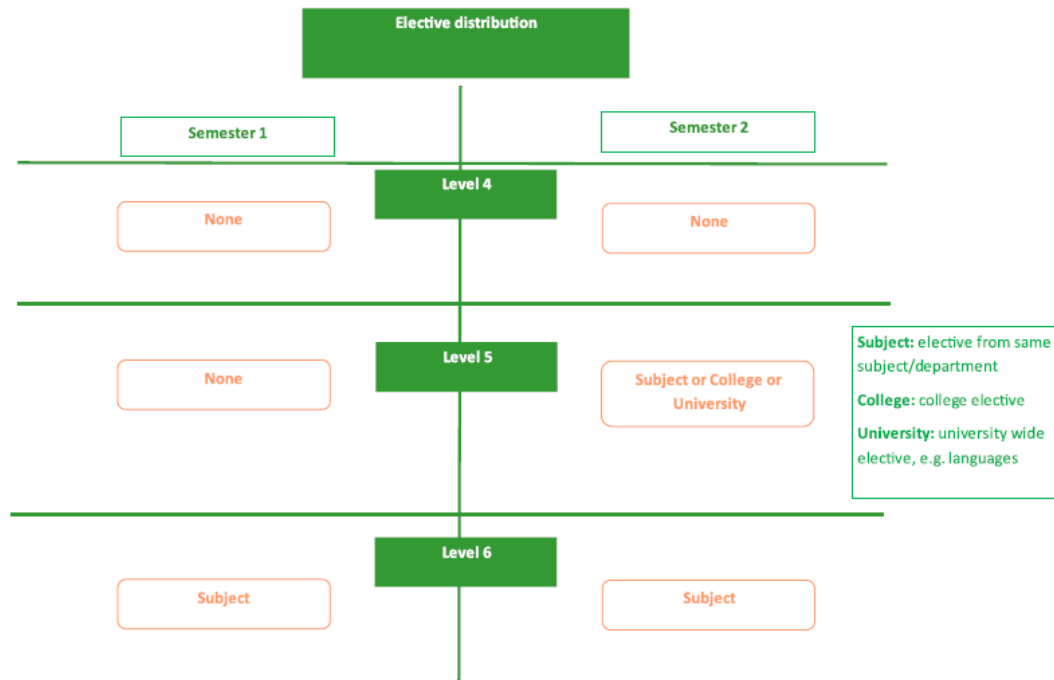 Elective distribution
Semester 1
Semester 2
Level 4
None
None
Level 5
None
Subject or College or
University
Subject: elective from same
subject/department
College: college elective
University: university wide
elective, e.g. languages
Level 6
Subject
Subject